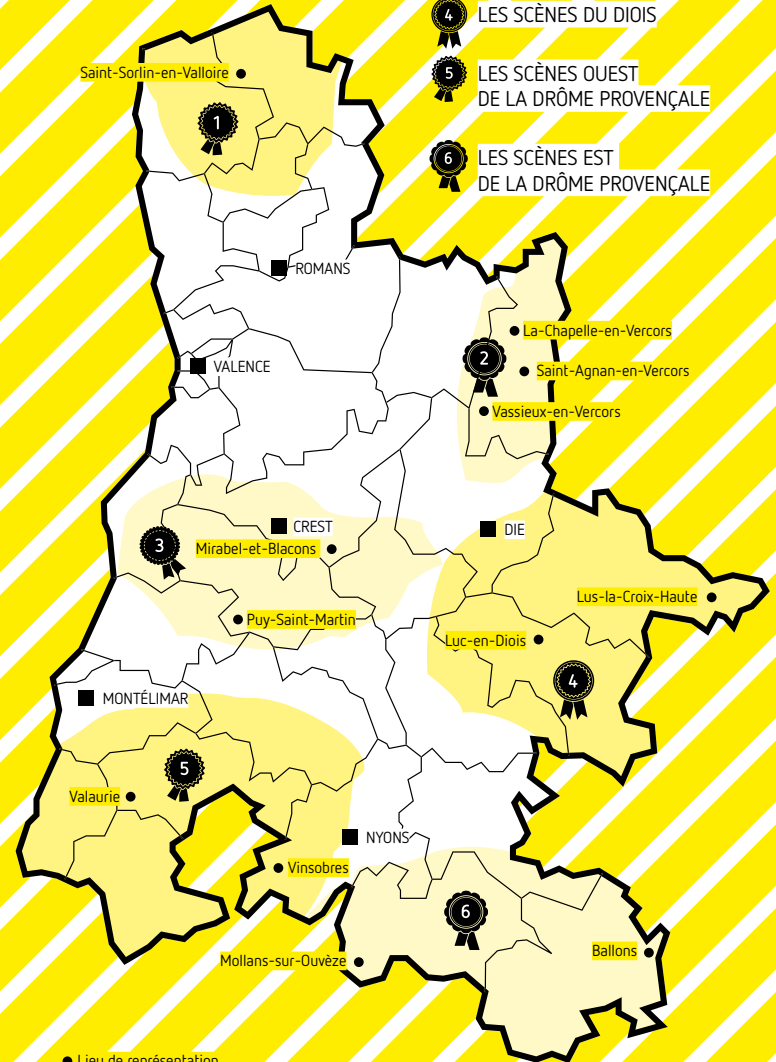 4 LES SCÈNES DU DIOIS
5 LES SCÈNES OUEST
DE LA DRÔME PROVENÇALE
6 LES SCÈNES EST
DE LA DRÔME PROVENÇALE
Saint-Sorlin-en-Valloire
1
ROMANS
La-Chapelle-en-Vercors
2
VALENCE
Saint-Agnan-en-Vercors
Vassieux-en-Vercors
CREST
DIE
3
Mirabel-et-Blacons
Lus-la-Croix-Haute
Puy-Saint-Martin
Luc-en-Diois
4
MONTÉLIMAR
5
Valaurie
NYONS
Vinsobres
6
Ballons
Mollans-sur-Ouvèze
Lieu de représentation